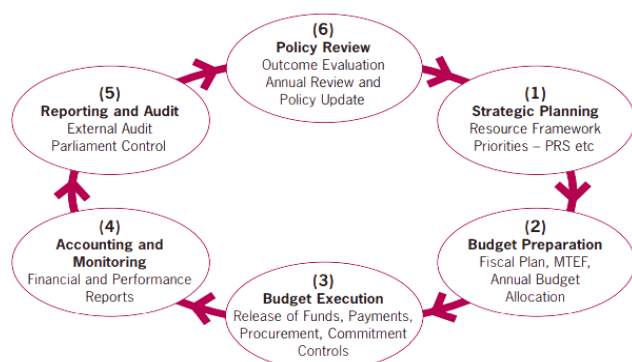 (6)
Policy Review
Outcome Evaluation
Annual Review and
Policy Update
(1)
Strategic Planning
Resource Framework
Priorities – PRS etc
(2)
Budget Preparation
Fiscal Plan, MTEF,
Annual Budget
Allocation
(3)
Budget Execution
Release of Funds, Payments,
Procurement, Commitment
Controls
(4)
Accounting and
Monitoring
Financial and Performance
Reports
(5)
Reporting and Audit
External Audit
Parliament Control